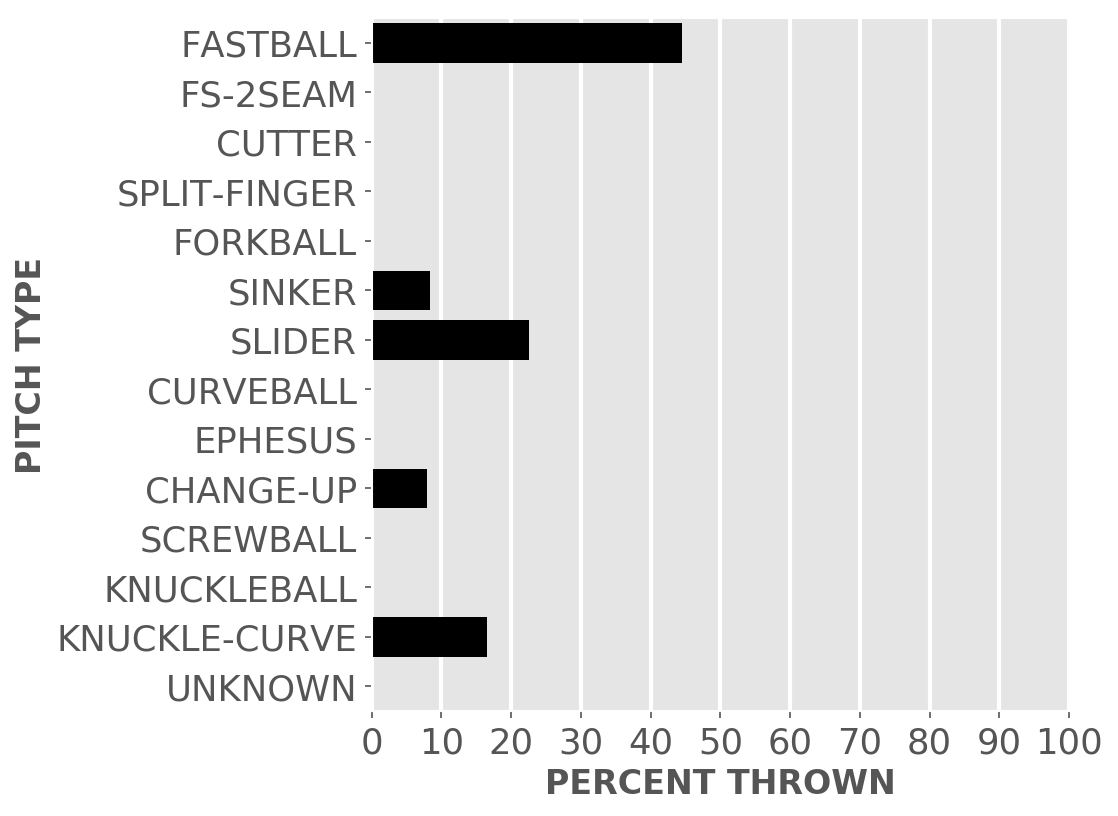 FASTBALL
FS-2SEAM
CUTTER
SPLIT-FINGER
FORKBALL
SINKER
SLIDER
CURVEBALL
EPHESUS
CHANGE-UP
SCREWBALL
KNUCKLEBALL
KNUCKLE-CURVE
UNKNOWN
PITCH TYPE
0 10 20 30 40 50 60 70 80 90 100
PERCENT THROWN